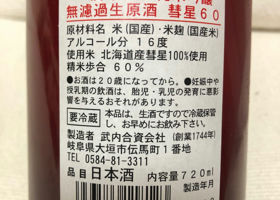 無濾過生原酒 彗星60
原材料名 米(国産)・米麹(国産米)
アルコール分 16度
使用米 北海道産彗星100%使用
精米歩合 60%
●お酒は20歳になってから。●妊娠中や
授乳期の飲酒は、胎児・乳児の発育に悪影
響を与えるおそれがあります。
要冷蔵 本品は、生酒ですので冷蔵保管
し、お早めにお飲み下さい。
製造者 武内合資会社 (創業1744年)
岐阜県大垣市伝馬町1番地
TEL 0584-81-3311
品目 日本酒 内容量 720ml
製造年月